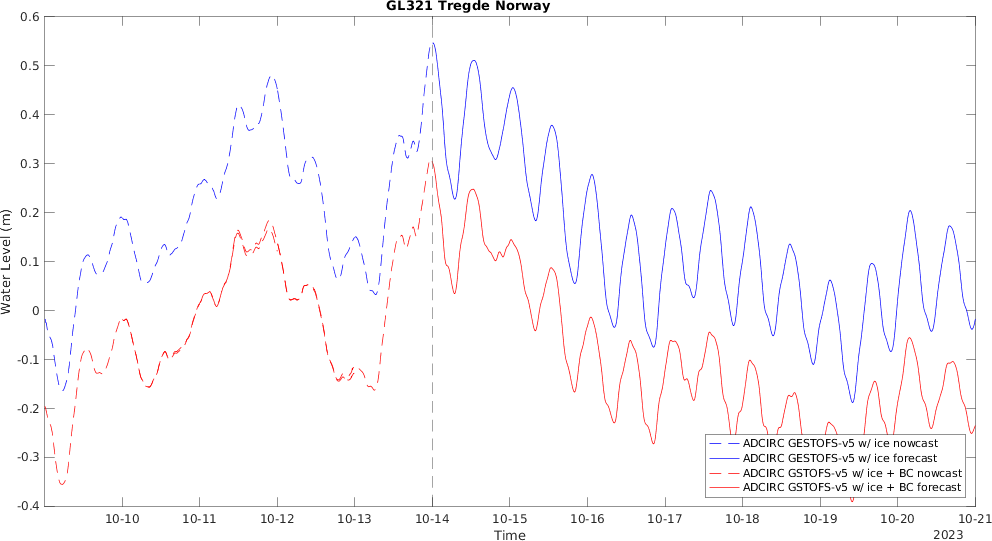 GL321 Tregde Norway
0.6
0.5
0.4
0.3
0.2
0.1
0
-0.1
-0.2
-0.3
-0.4
Water Level (m)
ADCIRC GESTOFS-v5 w/ ice nowcast
ADCIRC GESTOFS-v5 w/ ice forecast
ADCIRC GSTOFS-v5 w/ ice + BC nowcast
ADCIRC GSTOFS-v5 w/ ice + BC forecast
10-10 10-11 10-12 10-13 10-14 10-15 10-16 10-17 10-18 10-19 10-20 10-21
Time
2023